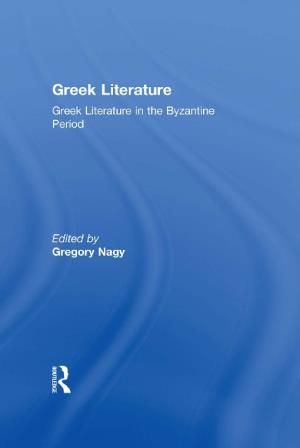 Greek Literature
Greek Literature in the Byzantine
Period
Edited by
Gregory Nagy
ROUTLEDGE